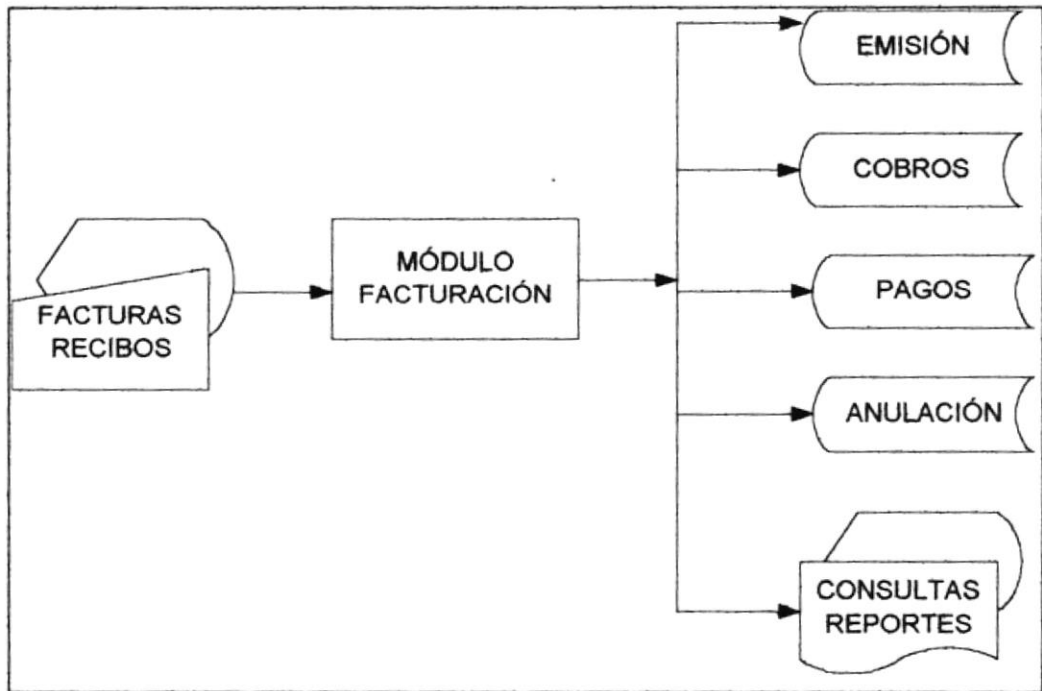 EMISIÓN
COBROS
FACTURAS
RECIBOS
MÓDULO
FACTURACIÓN
PAGOS
ANULACIÓN
CONSULTAS
REPORTES